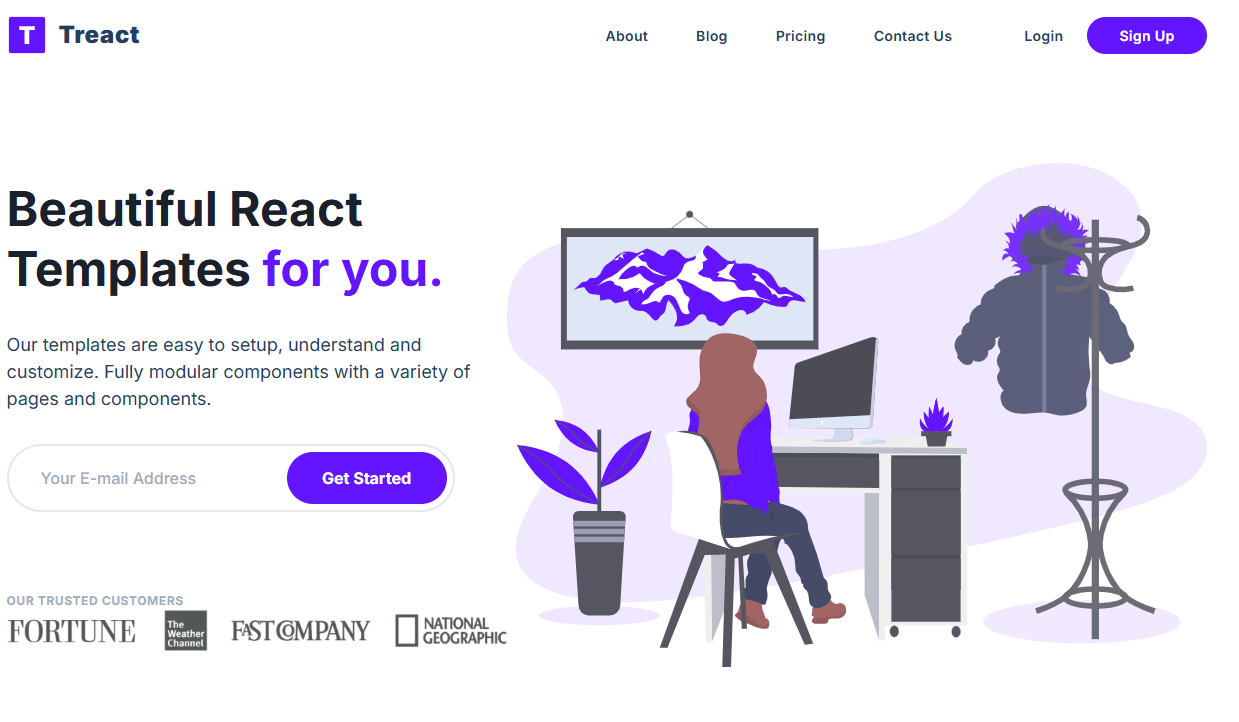 T Treact
About Blog Pricing Contact Us Login Sign Up
Beautiful React
Templates for you.
Our templates are easy to setup, understand and
customize. Fully modular components with a variety of
pages and components.
Your E-mail Address Get Started
OUR TRUSTED CUSTOMERS
FORTUNE
The
Weather
Channel
FAST COMPANY
NATIONAL
GEOGRAPHIC